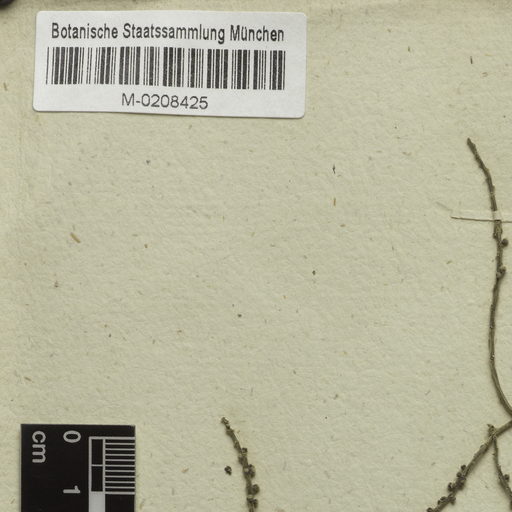 Botanische Staatssammlung München
M-0208425
0
1
cm